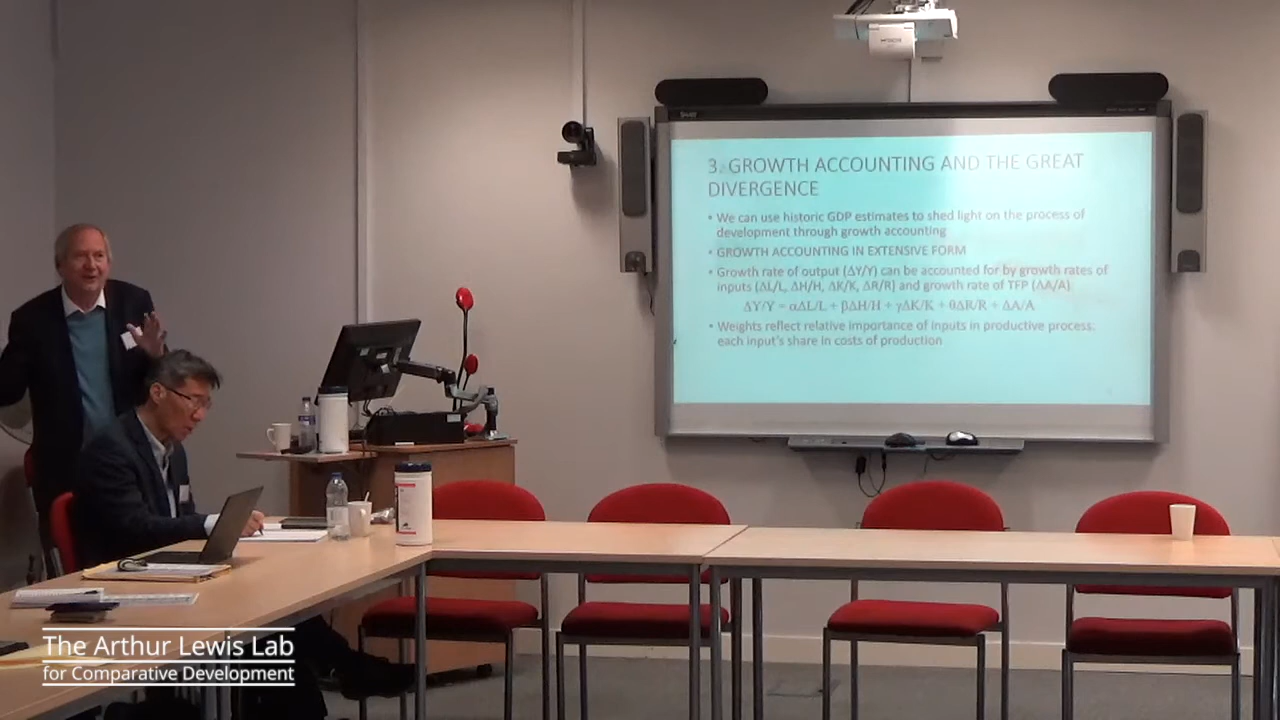 3. GROWTH ACCOUNTING AND THE GREAT
DIVERGENCE
• We can use historic GDP estimates to shed light on the process of
development through growth accounting
• GROWTH ACCOUNTING IN EXTENSIVE FORM
• Growth rate of output (ΔY/Y) can be accounted for by growth rates of
inputs (ΔL/L, ΔH/H, ΔK/K, ΔR/R) and growth rate of TFP (ΔA/A)
ΔY/Y = αΔL/L + βΔH/H + γΔK/K + θΔR/R + ΔA/A
• Weights reflect relative importance of inputs in productive process;
each input's share in costs of production
The Arthur Lewis Lab
for Comparative Development